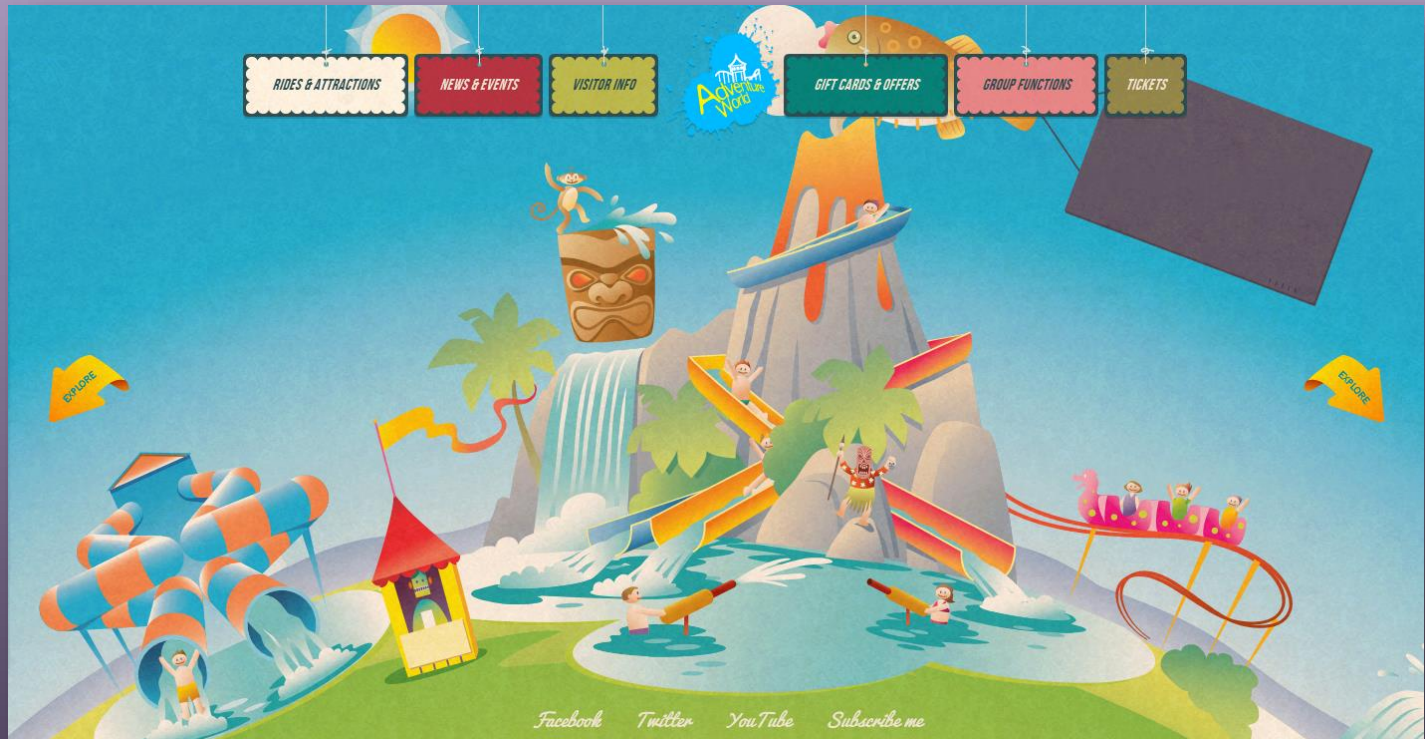 RIDES & ATTRACTIONS
NEWS & EVENTS
VISITOR INFO
Adventure
World
GIFT CARDS & OFFERS
GROUP FUNCTIONS
TICKETS
EXPLORE
EXPLORE
Facebook Twitter YouTube Subscribe me